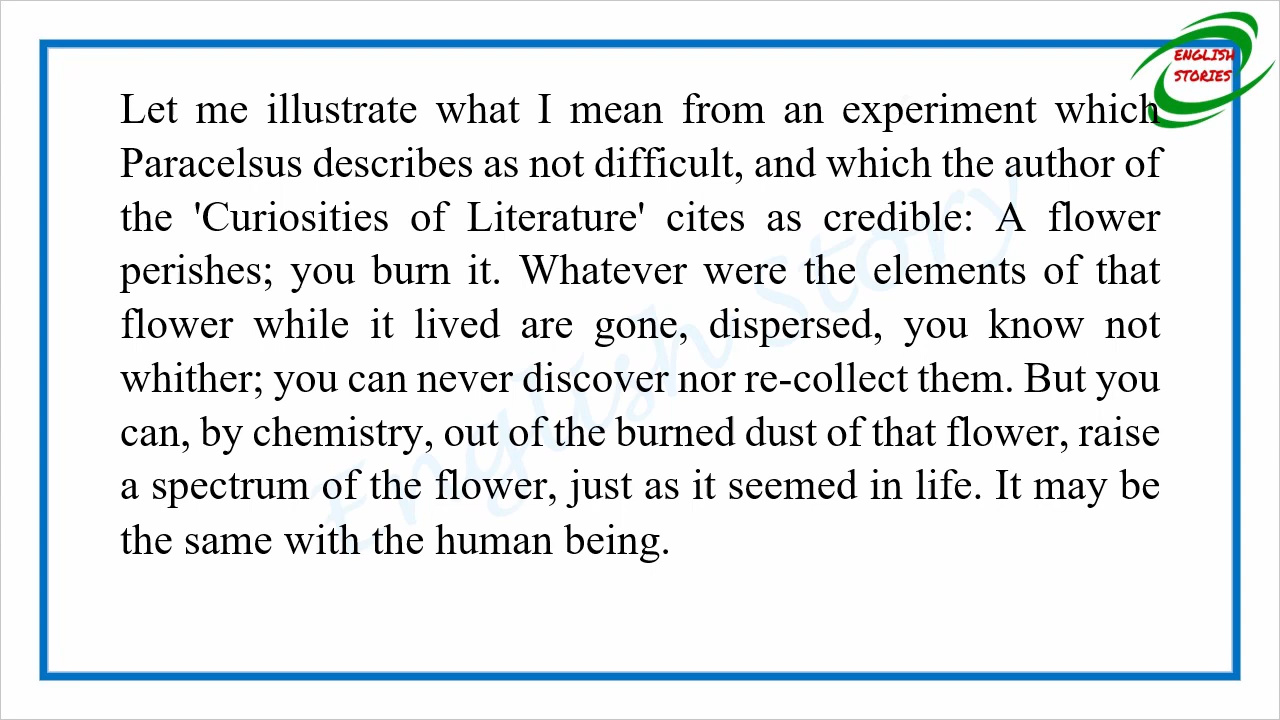 ENGLISH
STORIES
Let me illustrate what I mean from an experiment which
Paracelsus describes as not difficult, and which the author of
the 'Curiosities of Literature' cites as credible: A flower
perishes; you burn it. Whatever were the elements of that
flower while it lived are gone, dispersed, you know not
whither; you can never discover nor re-collect them. But you
can, by chemistry, out of the burned dust of that flower, raise
a spectrum of the flower, just as it seemed in life. It may be
the same with the human being.
English Story